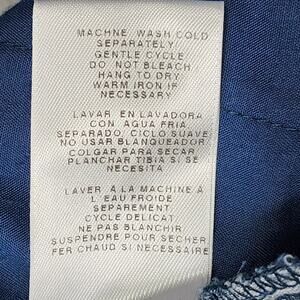 MACHINE WASH COLD
SEPARATELY
GENTLE CYCLE
DO NOT BLEACH
HANG TO DRY
WARM IRON IF
NECESSARY
LAVAR EN LAVADORA
CON AGUA FRIA
SEPARADO, CICLO SUAVE
NO USAR BLANQUEADOR
COLGAR PARA SECAR
PLANCHAR TIBIA SI SE
NECESITA
LAVER À LA MACHINE À
L'EAU FROIDE
SEPAREMENT
CYCLE DELICAT
NE PAS BLANCHIR
SUSPENDRE POUR SECHER
FER CHAUD SI NECESSAIRE